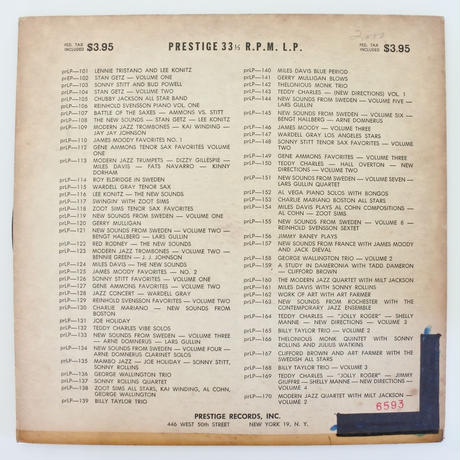 FED. TAX INCLUDED $3.95
PRESTIGE 33⅓ R.P.M. L.P.
FED. TAX INCLUDED $3.95
prLP—101 LENNIE TRISTANO AND LEE KONITZ
prLP—102 STAN GETZ — VOLUME ONE
prLP—103 SONNY STITT AND BUD POWELL
prLP—104 STAN GETZ — VOLUME TWO
prLP—105 CHUBBY JACKSON ALL STAR BAND
prLP—106 REINHOLD SVENSSON PIANO VOL. ONE
prLP—107 BATTLE OF THE SAXES — AMMONS VS. STITT
prLP—108 THE NEW SOUNDS — STAN GETZ — LEE KONITZ
prLP—109 MODERN JAZZ TROMBONES — KAI WINDING —
JAY JAY JOHNSON
prLP—110 JAMES MOODY FAVORITES NO. 1
prLP—112 GENE AMMONS TENOR SAX FAVORITES VOLUME
ONE
prLP—113 MODERN JAZZ TRUMPETS — DIZZY GILLESPIE —
MILES DAVIS — FATS NAVARRO — KINNY
DORHAM
prLP—114 ROY ELDRIDGE IN SWEDEN
prLP—115 WARDELL GRAY TENOR SAX
prLP—116 LEE KONITZ — THE NEW SOUNDS
prLP—117 SWINGIN' WITH ZOOT SIMS
prLP—118 ZOOT SIMS TENOR SAX FAVORITES
prLP—119 NEW SOUNDS FROM SWEDEN — VOLUME ONE
prLP—120 GERRY MULLIGAN
prLP—121 NEW SOUNDS FROM SWEDEN — VOLUME TWO —
BENGT HALLBERG — LARS GULLIN
prLP—122 RED RODNEY — THE NEW SOUNDS
prLP—123 MODERN JAZZ TROMBONES — VOLUME TWO —
BENNIE GREEN — J. J. JOHNSON
prLP—124 MILES DAVIS — THE NEW SOUNDS
prLP—125 JAMES MOODY FAVORITES — NO. 2
prLP—126 SONNY STITT FAVORITES — VOLUME ONE
prLP—127 GENE AMMONS FAVORITES — VOLUME TWO
prLP—128 JAZZ CONCERT — WARDELL GRAY
prLP—129 REINHOLD SVENSSON FAVORITES — VOLUME TWO
prLP—130 CHARLIE MARIANO — NEW SOUNDS FROM
BOSTON
prLP—131 JOE HOLIDAY
prLP—132 TEDDY CHARLES VIBE SOLOS
prLP—133 NEW SOUNDS FROM SWEDEN — VOLUME THREE
— ARNE DOMNERUS — LARS GULLIN
prLP—134 NEW SOUNDS FROM SWEDEN — VOLUME FOUR —
ARNE DOMNERUS CLARINET SOLOS
prLP—135 MAMBO JAZZ — JOE HOLIDAY — SONNY STITT,
SONNY ROLLINS
prLP—136 GEORGE WALLINGTON TRIO
prLP—137 SONNY ROLLINS QUARTET
prLP—138 ZOOT SIMS ALL STARS, KAI WINDING, AL COHN,
GEORGE WALLINGTON
prLP—139 BILLY TAYLOR TRIO
prLP—140 MILES DAVIS BLUE PERIOD
prLP—141 GERRY MULLIGAN BLOWS
prLP—142 THELONIOUS MONK TRIO
prLP—143 TEDDY CHARLES — (NEW DIRECTIONS) VOL. 1
prLP—144 NEW SOUNDS FROM SWEDEN — VOLUME FIVE —
LARS GULLIN
prLP—145 NEW SOUNDS FROM SWEDEN — VOLUME SIX —
BENGT HALLBERG — ARNE DOMNERUS
prLP—146 JAMES MOODY — VOLUME THREE
prLP—147 WARDELL GRAY LOS ANGELES STARS
prLP—148 SONNY STITT TENOR SAX FAVORITES — VOLUME
TWO
prLP—149 GENE AMMONS FAVORITES — VOLUME THREE
prLP—150 TEDDY CHARLES — HALL OVERTON — NEW
DIRECTIONS — VOLUME TWO
prLP—151 NEW SOUNDS FROM SWEDEN — VOLUME SEVEN —
LARS GULLIN QUARTET
prLP—152 AL VEGA PIANO SOLOS WITH BONGOS
prLP—153 CHARLIE MARIANO BOSTON ALL STARS
prLP—154 MILES DAVIS PLAYS AL COHN COMPOSITIONS —
AL COHN — ZOOT SIMS
prLP—155 NEW SOUNDS FROM SWEDEN — VOLUME 8 —
REINHOLD SVENSSON SEXTET
prLP—156 JIMMY RANEY PLAYS
prLP—157 NEW SOUNDS FROM FRANCE WITH JAMES MOODY
AND JACK DIEVAL
prLP—158 GEORGE WALLINGTON TRIO — VOLUME 2
prLP—159 A STUDY IN DAMERONIA WITH TADD DAMERON
— CLIFFORD BROWN
prLP—160 THE MODERN JAZZ QUARTET WITH MILT JACKSON
prLP—161 MILES DAVIS WITH SONNY ROLLINS
prLP—162 WORK OF ART WITH ART FARMER
prLP—163 NEW SOUNDS FROM ROCHESTER WITH THE
CONTEMPORARY JAZZ ENSEMBLE
prLP—164 TEDDY CHARLES — "JOLLY ROGER" — SHELLY
MANNE — NEW DIRECTIONS — VOLUME 3
prLP—165 BILLY TAYLOR TRIO — VOLUME 2
prLP—166 THELONIOUS MONK QUINTET WITH SONNY
ROLLINS AND JULIUS WATKINS
prLP—167 CLIFFORD BROWN AND ART FARMER WITH THE
SWEDISH ALL STARS
prLP—168 BILLY TAYLOR TRIO — VOLUME 3
prLP—169 TEDDY CHARLES — "JOLLY ROGER" — JIMMY
GIUFFRE — SHELLY MANNE — NEW DIRECTIONS —
VOLUME 4
prLP—170 MODERN JAZZ QUARTET WITH MILT JACKSON —
VOLUME 2
6593
PRESTIGE RECORDS, INC.
446 WEST 50th STREET NEW YORK 19, N. Y.